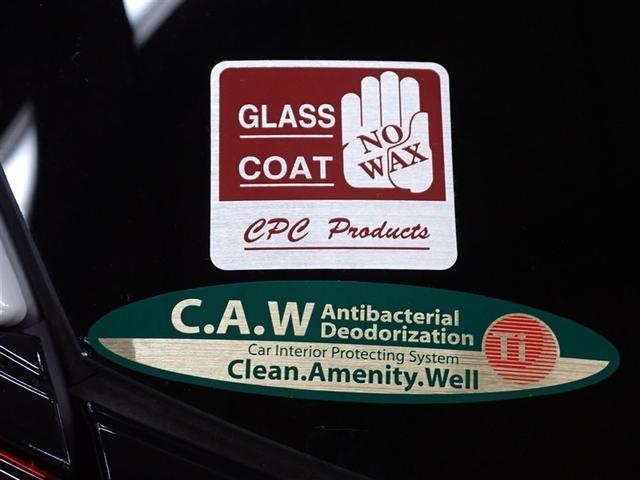 GLASS
COAT
NO
WAX
CPC Products
C.A.W Antibacterial
Deodorization
Ti
Car Interior Protecting System
Clean.Amenity.Well